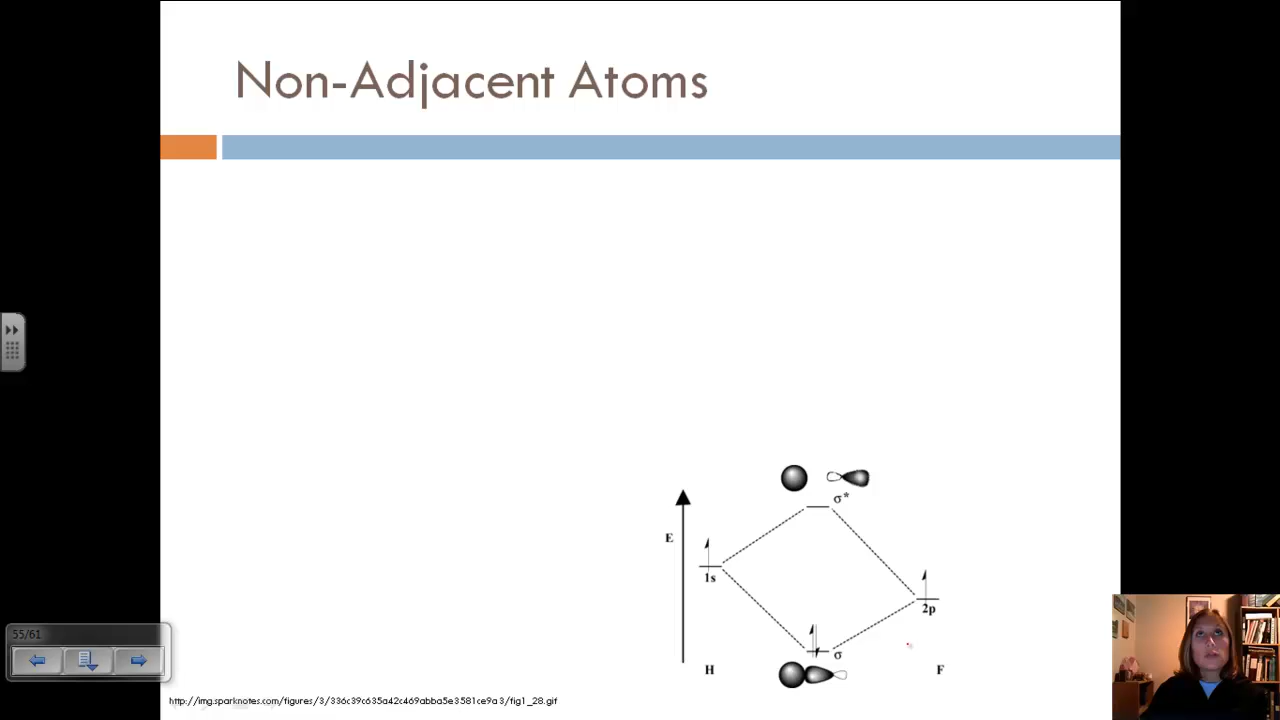 Non-Adjacent Atoms
σ*
E
1s
2p
σ
H
F
55/61
http://img.sparknotes.com/figures/3/336c39c635a42c469abba5e3581ce9a3/fig1_28.gif